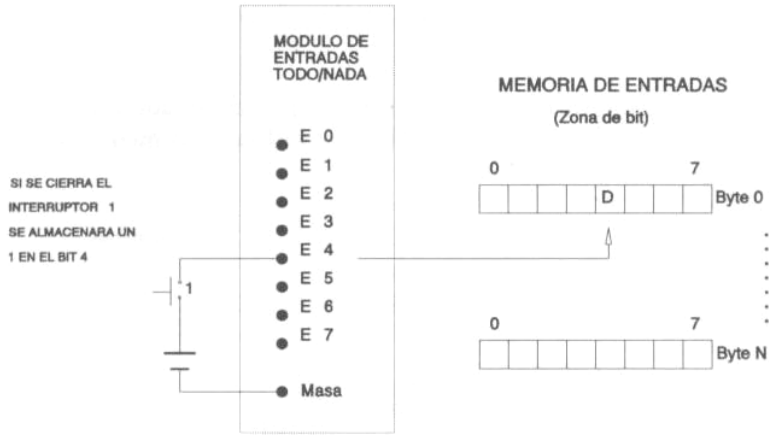 MODULO DE
ENTRADAS
TODO/NADA
E 0
E 1
E 2
E 3
E 4
E 5
E 6
E 7
Masa
SI SE CIERRA EL
INTERRUPTOR 1
SE ALMACENARA UN
1 EN EL BIT 4
1
MEMORIA DE ENTRADAS
(Zona de bit)
0 7
D Byte 0
0 7
Byte N